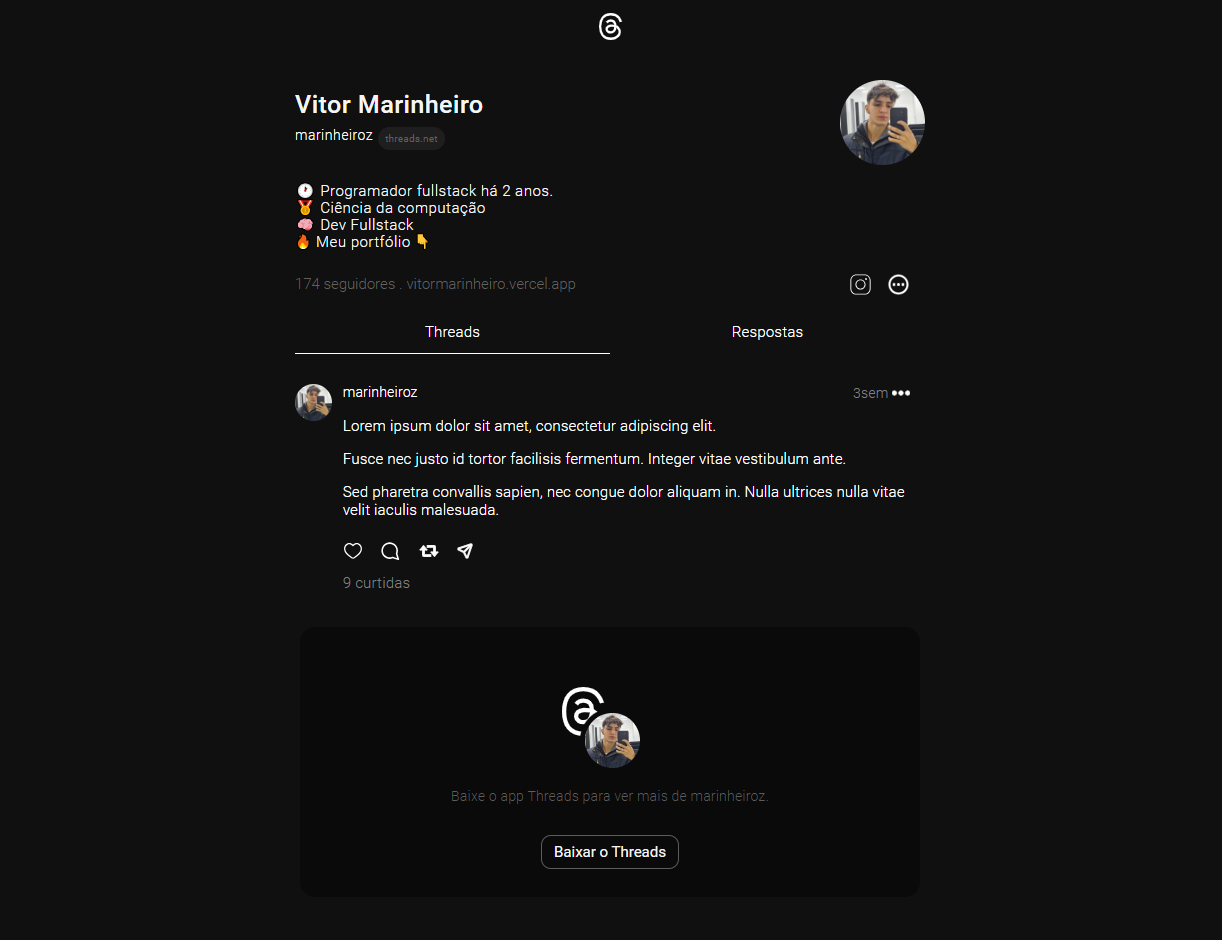 Vitor Marinheiro
marinheiroz threads.net
🕐 Programador fullstack há 2 anos.
🏅 Ciência da computação
🧠 Dev Fullstack
🔥 Meu portfólio 👇
174 seguidores . vitormarinheiro.vercel.app
Threads Respostas
marinheiroz 3sem
Lorem ipsum dolor sit amet, consectetur adipiscing elit.
Fusce nec justo id tortor facilisis fermentum. Integer vitae vestibulum ante.
Sed pharetra convallis sapien, nec congue dolor aliquam in. Nulla ultrices nulla vitae
velit iaculis malesuada.
9 curtidas
Baixe o app Threads para ver mais de marinheiroz.
Baixar o Threads